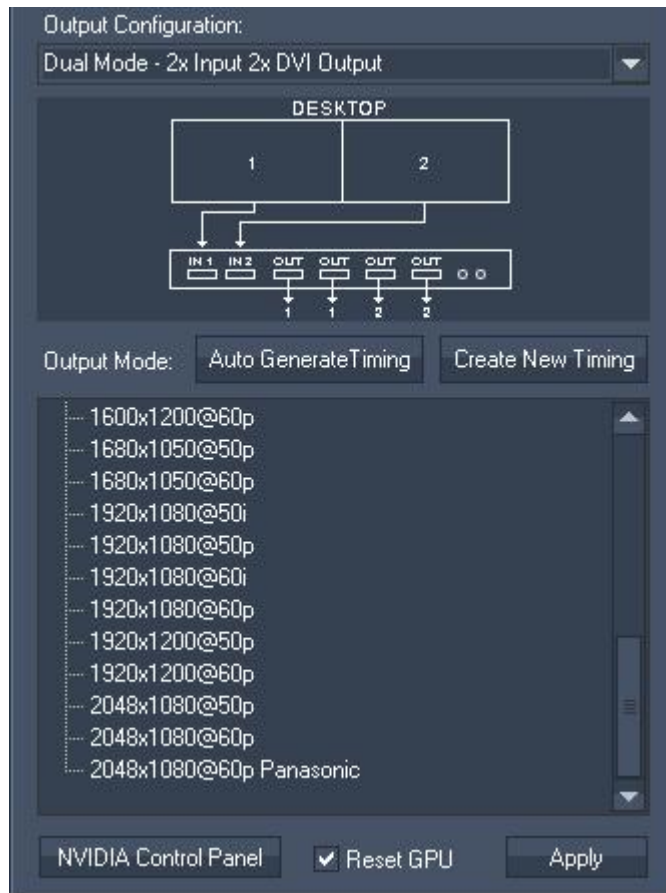 Output Configuration:
Dual Mode - 2x Input 2x DVI Output
DESKTOP
1 2
IN 1 IN 2 OUT OUT OUT OUT
1 1 2 2
Output Mode: Auto GenerateTiming Create New Timing
1600x1200@60p
1680x1050@50p
1680x1050@60p
1920x1080@50i
1920x1080@50p
1920x1080@60i
1920x1080@60p
1920x1200@50p
1920x1200@60p
2048x1080@50p
2048x1080@60p
2048x1080@60p Panasonic
NVIDIA Control Panel Reset GPU Apply